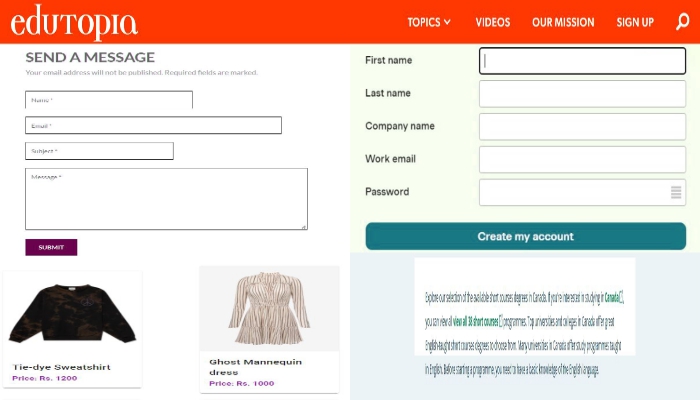 edutopia
TOPICS VIDEOS OUR MISSION SIGN UP
SEND A MESSAGE
Your email address will not be published. Required fields are marked.
Name *
Email *
Subject *
Message *
SUBMIT
First name
Last name
Company name
Work email
Password
Create my account
Tie-dye Sweatshirt
Price: Rs. 1200
Ghost Mannequin
dress
Price: Rs. 1000
Explore our selection of the available short courses degrees in Canada. If you're interested in studying in Canada,
you can view all view all 38 short courses programmes. Top universities and colleges in Canada offer great
English-taught short courses degrees to choose from. Many universities in Canada offer study programmes taught
in English. Before starting a programme, you need to have a basic knowledge of the English language.